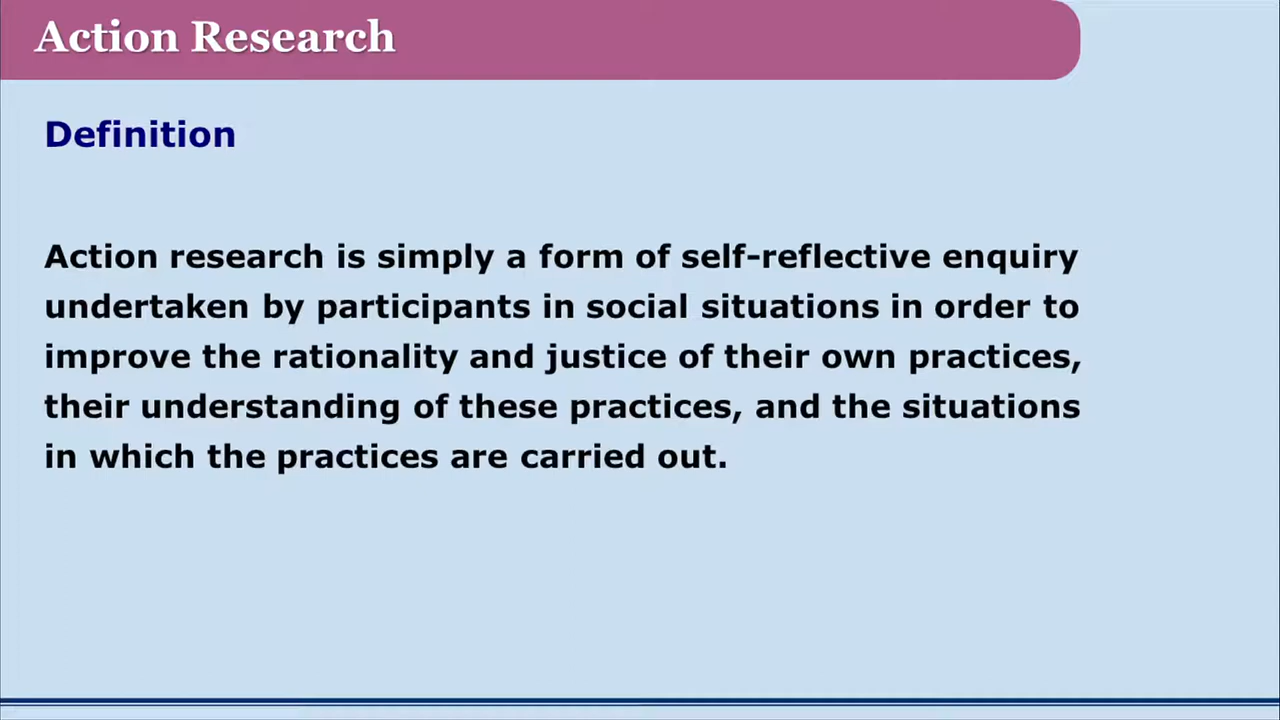 Action Research
Definition
Action research is simply a form of self-reflective enquiry
undertaken by participants in social situations in order to
improve the rationality and justice of their own practices,
their understanding of these practices, and the situations
in which the practices are carried out.